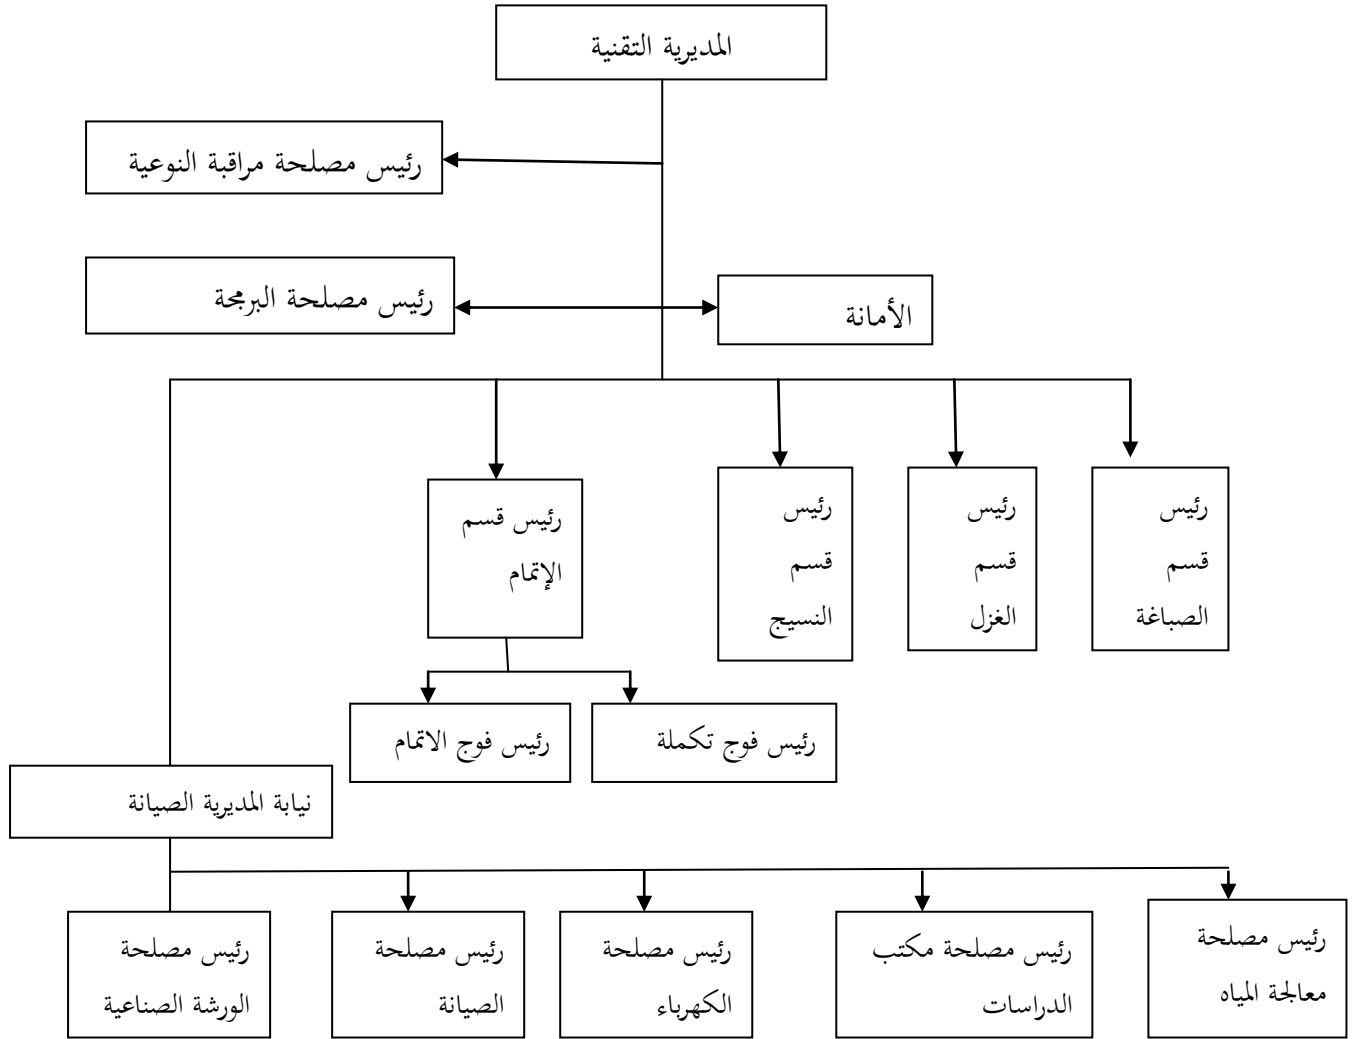 المديرية التقنية
رئيس مصلحة مراقبة النوعية
الأمانة
رئيس مصلحة البرمجة
رئيس
قسم
الصباغة
رئيس
قسم
الغزل
رئيس
قسم
النسيج
رئيس قسم
الإتمام
رئيس فوج تكملة
رئيس فوج الاتمام
نيابة المديرية الصيانة
رئيس مصلحة
معالجة المياه
رئيس مصلحة مكتب
الدراسات
رئيس مصلحة
الكهرباء
رئيس مصلحة
الصيانة
رئيس مصلحة
الورشة الصناعية